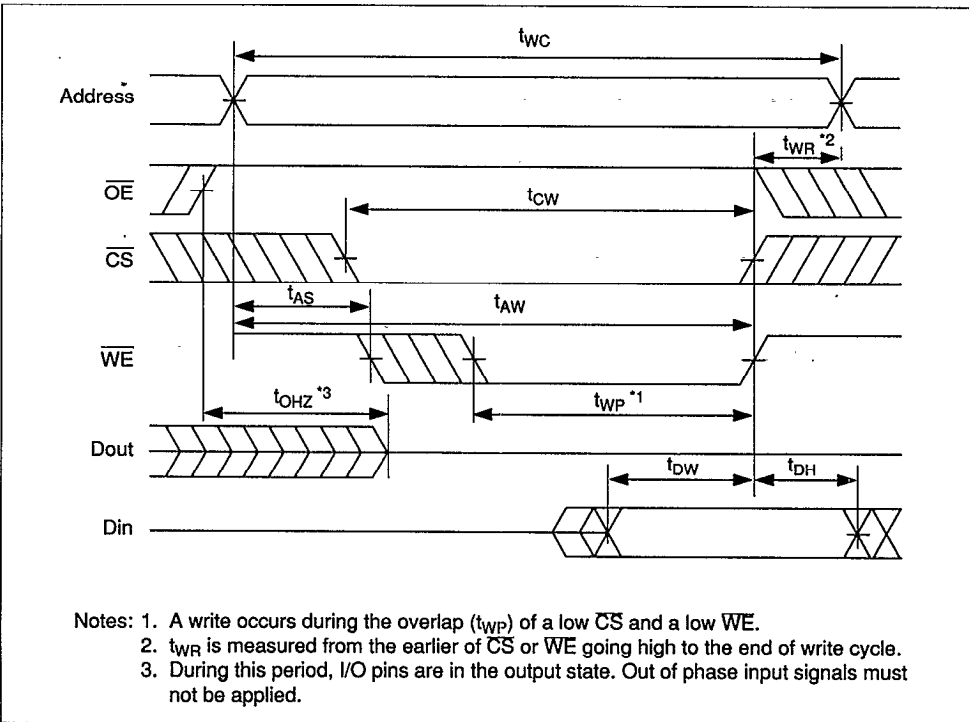 tWC
Address
tWR *2
OE
tCW
CS
tAS
tAW
WE
tOHZ *3
tWP *1
Dout
tDW
tDH
Din
Notes: 1. A write occurs during the overlap (tWP) of a low CS and a low WE.
2. tWR is measured from the earlier of CS or WE going high to the end of write cycle.
3. During this period, I/O pins are in the output state. Out of phase input signals must
not be applied.